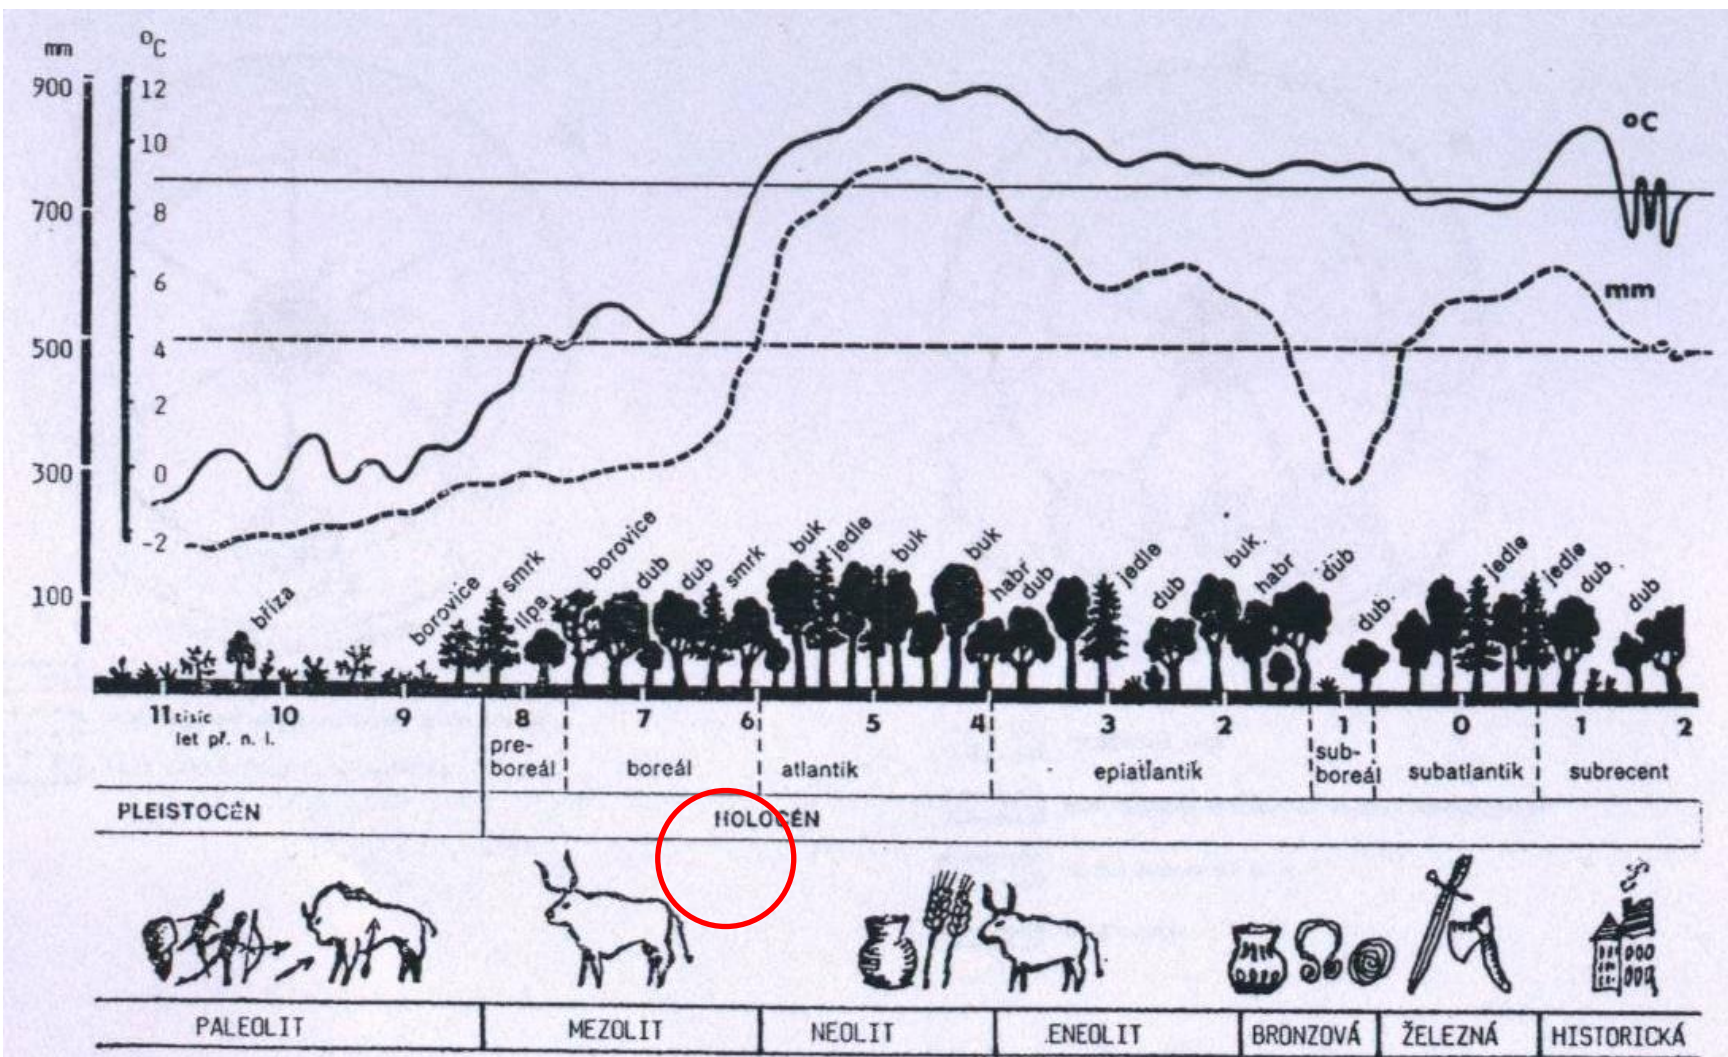 mm
°C
900
700
500
300
100
12
10
8
6
4
2
0
-2
°C
mm
bříza
borovice
smrk
lípa
borovice
dub
dub
smrk
buk
jedle
buk
buk
habř
dub
jedle
dub
buk
habř
dub
dub
jedle
jedle
dub
dub
11 tisíc
let př. n. l.
10
9
8
7
6
5
4
3
2
1
0
1
2
pre-
boreál
boreál
atlantik
epiatlantik
sub-
boreál
subatlantik
subrecent
PLEISTOCÉN
HOLOCÉN
PALEOLIT
MEZOLIT
NEOLIT
ENEOLIT
BRONZOVÁ
ŽELEZNÁ
HISTORICKÁ